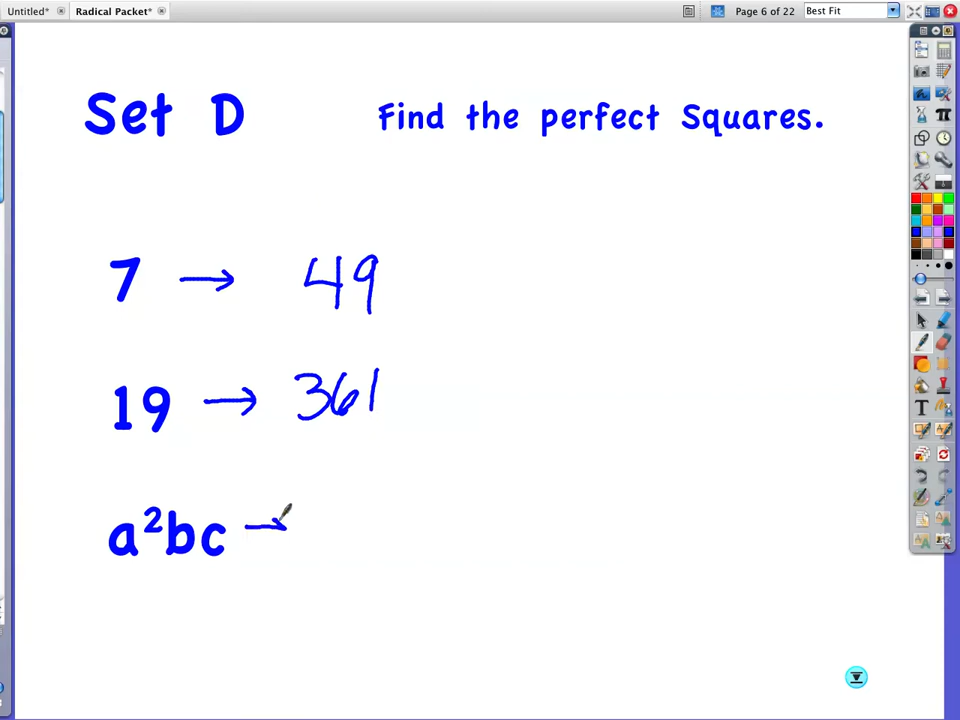 Untitled* Radical Packet* Page 6 of 22 Best Fit
Set D Find the perfect Squares.
7 → 49
19 → 361
a²bc →
T